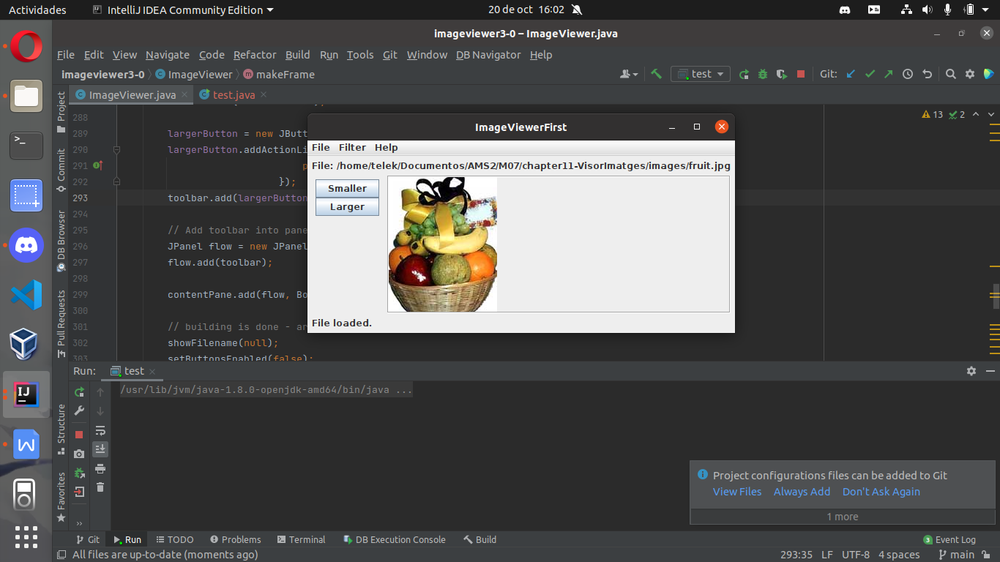 Actividades
IntelliJ IDEA Community Edition
20 de oct 16:02
imageviewer3-0 – ImageViewer.java
File Edit View Navigate Code Refactor Build Run Tools Git Window DB Navigator Help
imageviewer3-0 ImageViewer makeFrame
test
Git:
ImageViewer.java
test.java
13
2
288
289 largerButton = new JButt
290 largerButton.addActionLi
291 p
292 });
293 toolbar.add(largerButton
294
295 // Add toolbar into pane
296 JPanel flow = new JPanel
297 flow.add(toolbar);
298
299 contentPane.add(flow, Bo
300
301 // building is done - ar
302 showFilename(null);
303 setButtonsEnabled(false);
ImageViewerFirst
File Filter Help
File: /home/telek/Documentos/AMS2/M07/chapter11-VisorImatges/images/fruit.jpg
Smaller
Larger
File loaded.
Project
Commit
DB Browser
Pull Requests
Structure
Favorites
Run:
test
/usr/lib/jvm/java-1.8.0-openjdk-amd64/bin/java ...
Project configurations files can be added to Git
View Files Always Add Don't Ask Again
1 more
Git Run TODO Problems Terminal DB Execution Console Build
3 Event Log
All files are up-to-date (moments ago)
293:35 LF UTF-8 4 spaces main